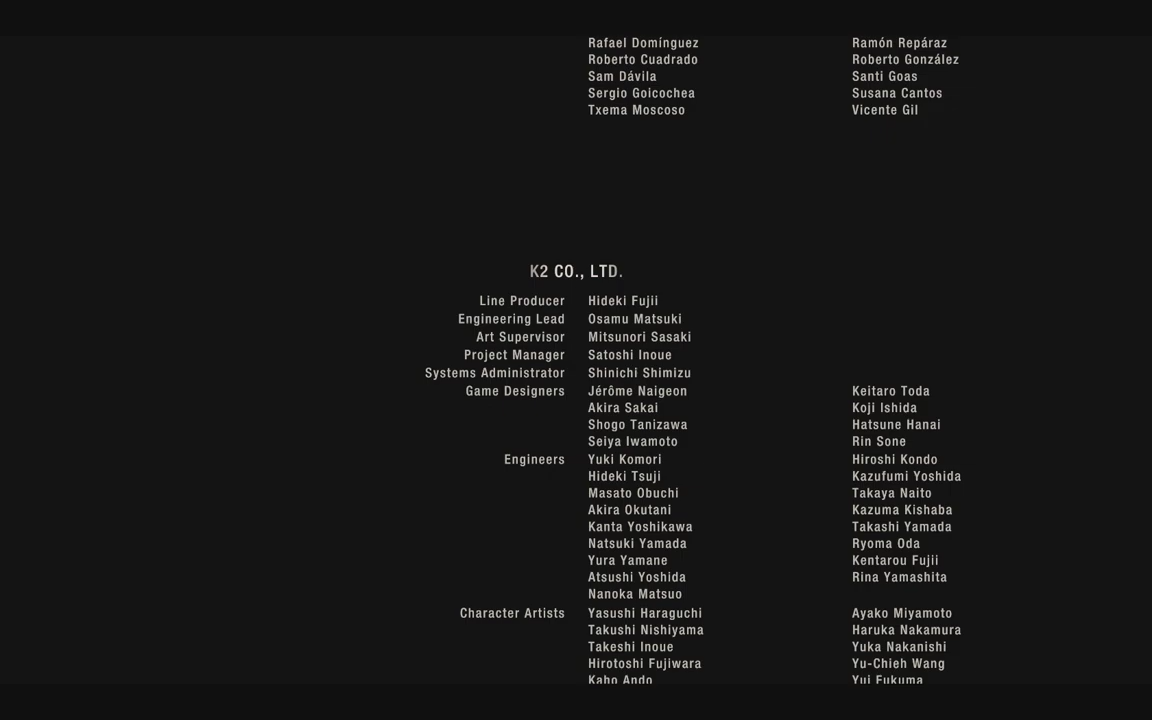 Rafael Domínguez Ramón Repáraz
Roberto Cuadrado Roberto González
Sam Dávila Santi Goas
Sergio Goicochea Susana Cantos
Txema Moscoso Vicente Gil
K2 CO., LTD.
Line Producer Hideki Fujii
Engineering Lead Osamu Matsuki
Art Supervisor Mitsunori Sasaki
Project Manager Satoshi Inoue
Systems Administrator Shinichi Shimizu
Game Designers Jérôme Naigeon Keitaro Toda
Akira Sakai Koji Ishida
Shogo Tanizawa Hatsune Hanai
Seiya Iwamoto Rin Sone
Engineers Yuki Komori Hiroshi Kondo
Hideki Tsuji Kazufumi Yoshida
Masato Obuchi Takaya Naito
Akira Okutani Kazuma Kishaba
Kanta Yoshikawa Takashi Yamada
Natsuki Yamada Ryoma Oda
Yura Yamane Kentarou Fujii
Atsushi Yoshida Rina Yamashita
Nanoka Matsuo
Character Artists Yasushi Haraguchi Ayako Miyamoto
Takushi Nishiyama Haruka Nakamura
Takeshi Inoue Yuka Nakanishi
Hirotoshi Fujiwara Yu-Chieh Wang
Kaho Ando Yui Fukuma